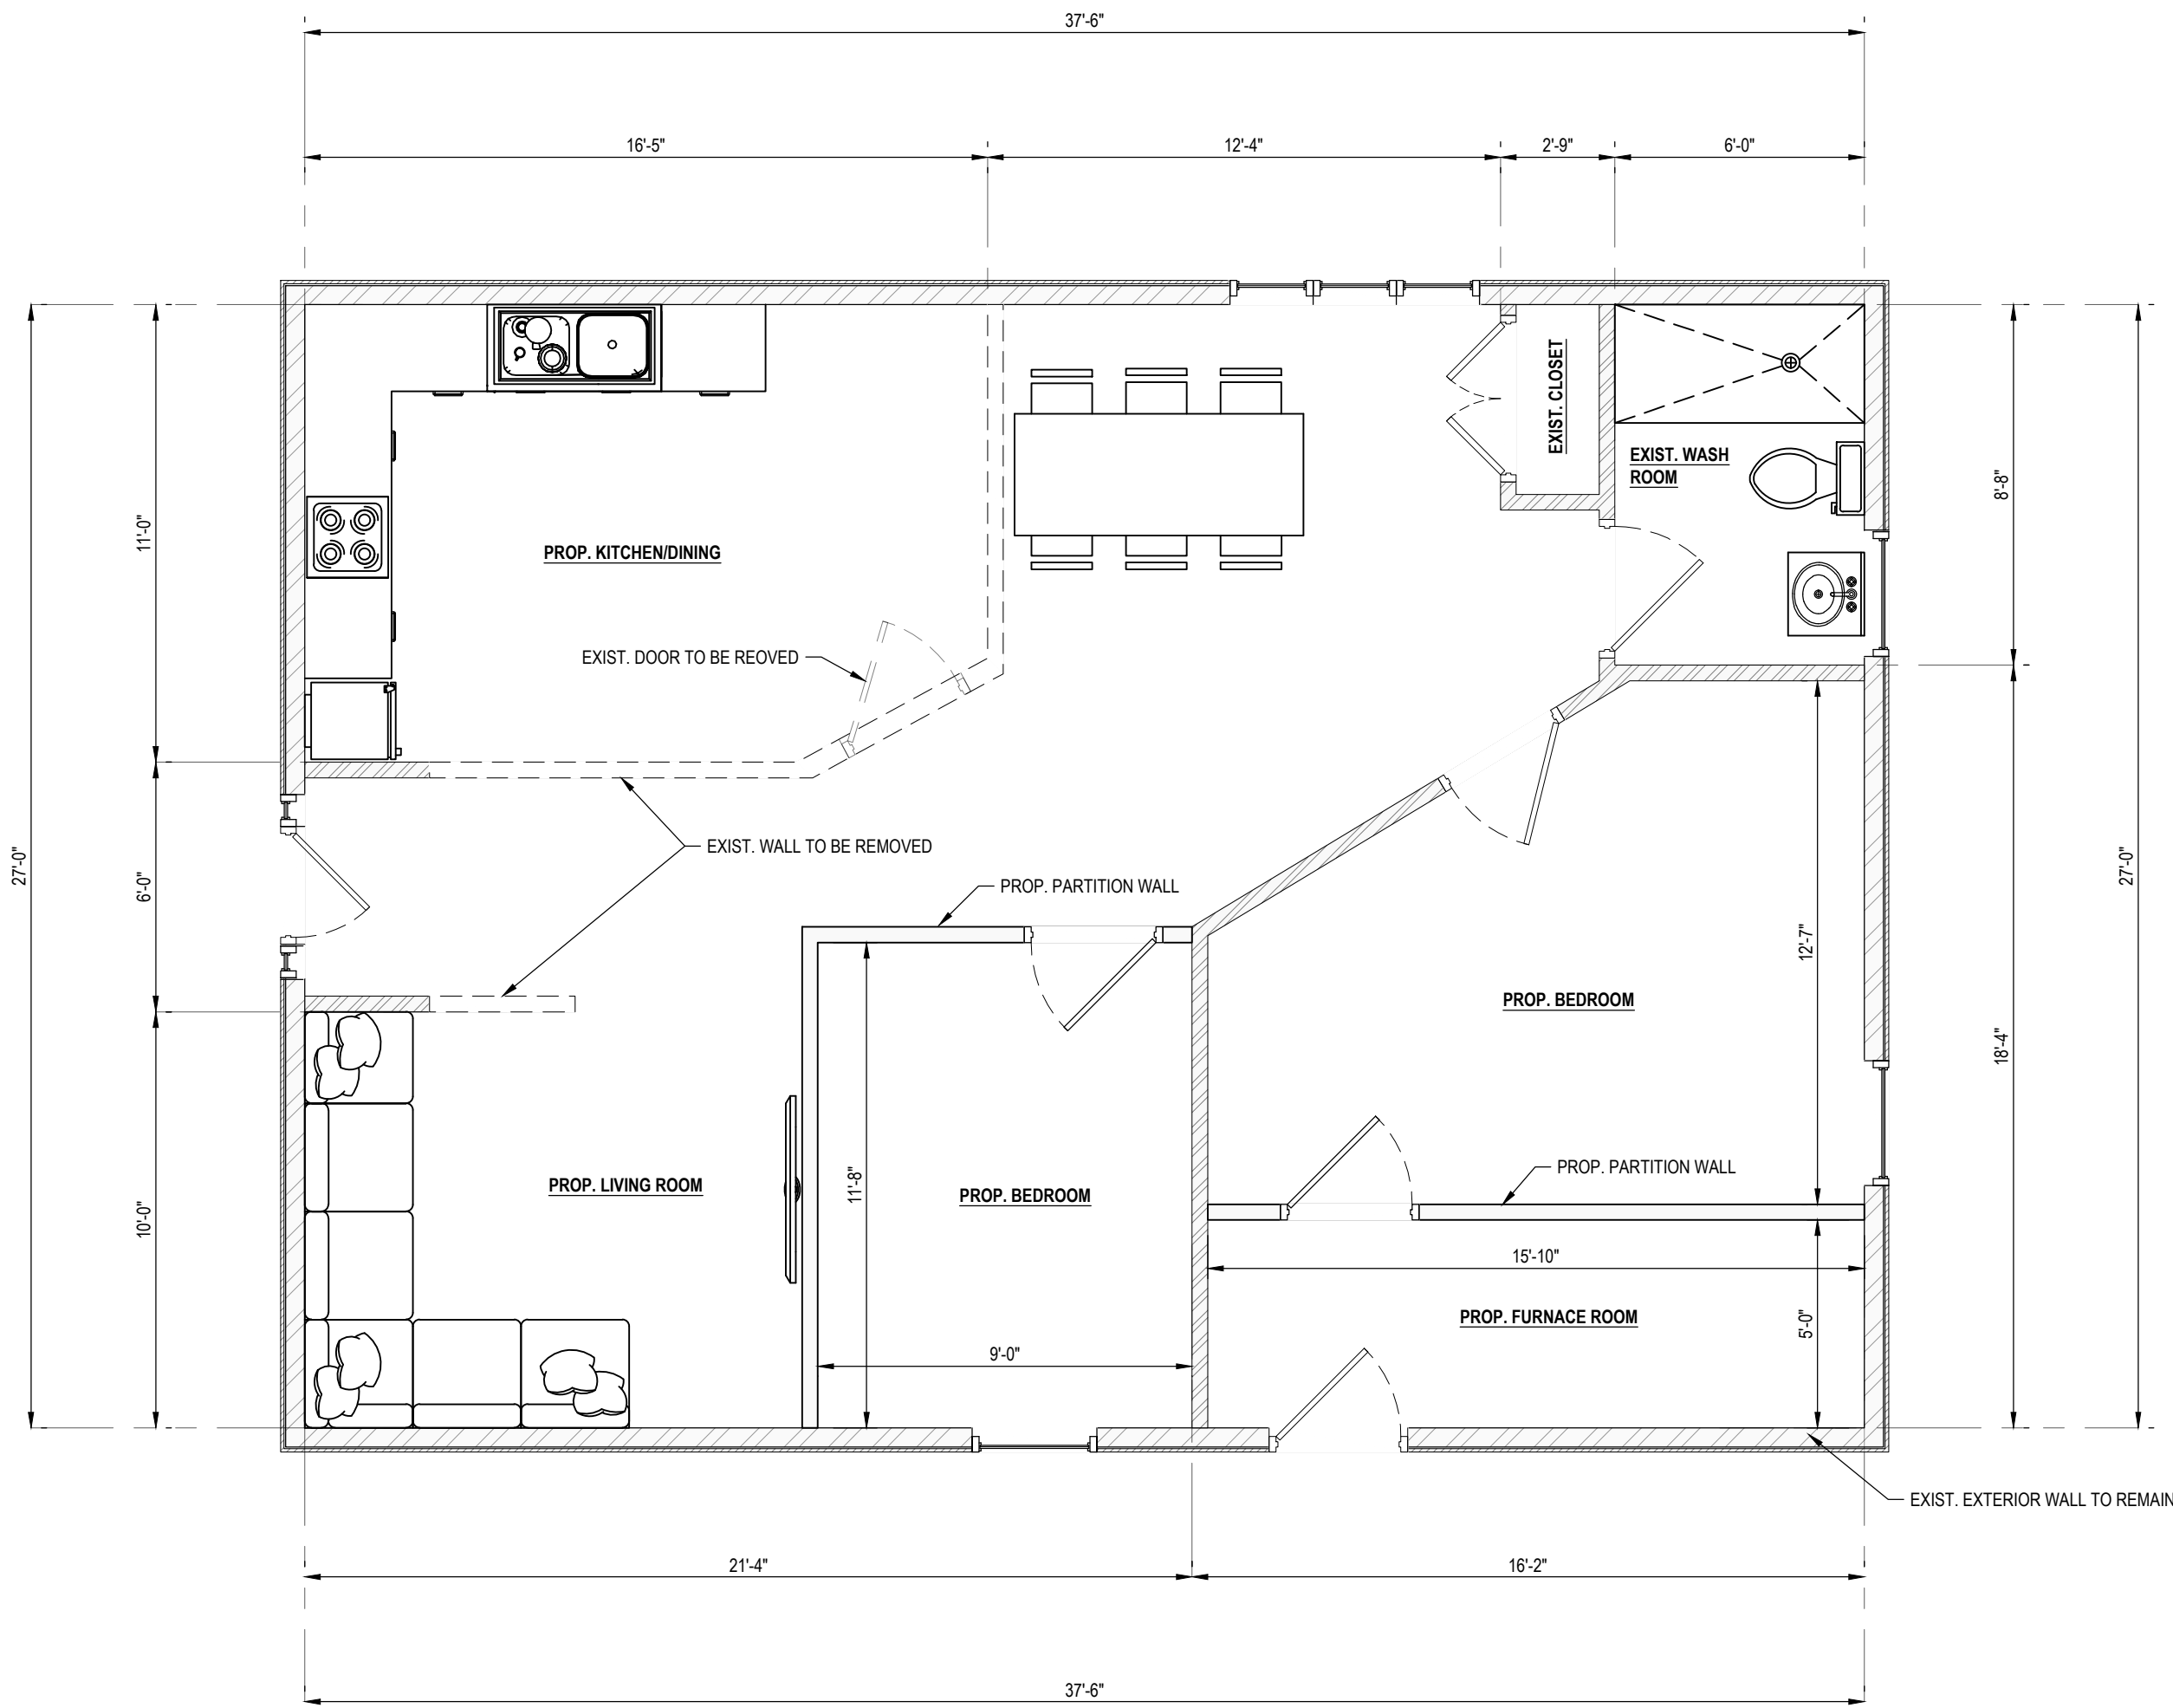 37'-6"
16'-5"
12'-4"
2'-9"
6'-0"
EXIST. CLOSET
EXIST. WASH
ROOM
8'-8"
11'-0"
PROP. KITCHEN/DINING
EXIST. DOOR TO BE REOVED
27'-0"
6'-0"
EXIST. WALL TO BE REMOVED
PROP. PARTITION WALL
27'-0"
12'-7"
PROP. BEDROOM
18'-4"
10'-0"
PROP. LIVING ROOM
11'-8"
PROP. BEDROOM
PROP. PARTITION WALL
15'-10"
PROP. FURNACE ROOM
5'-0"
9'-0"
EXIST. EXTERIOR WALL TO REMAIN
21'-4"
16'-2"
37'-6"